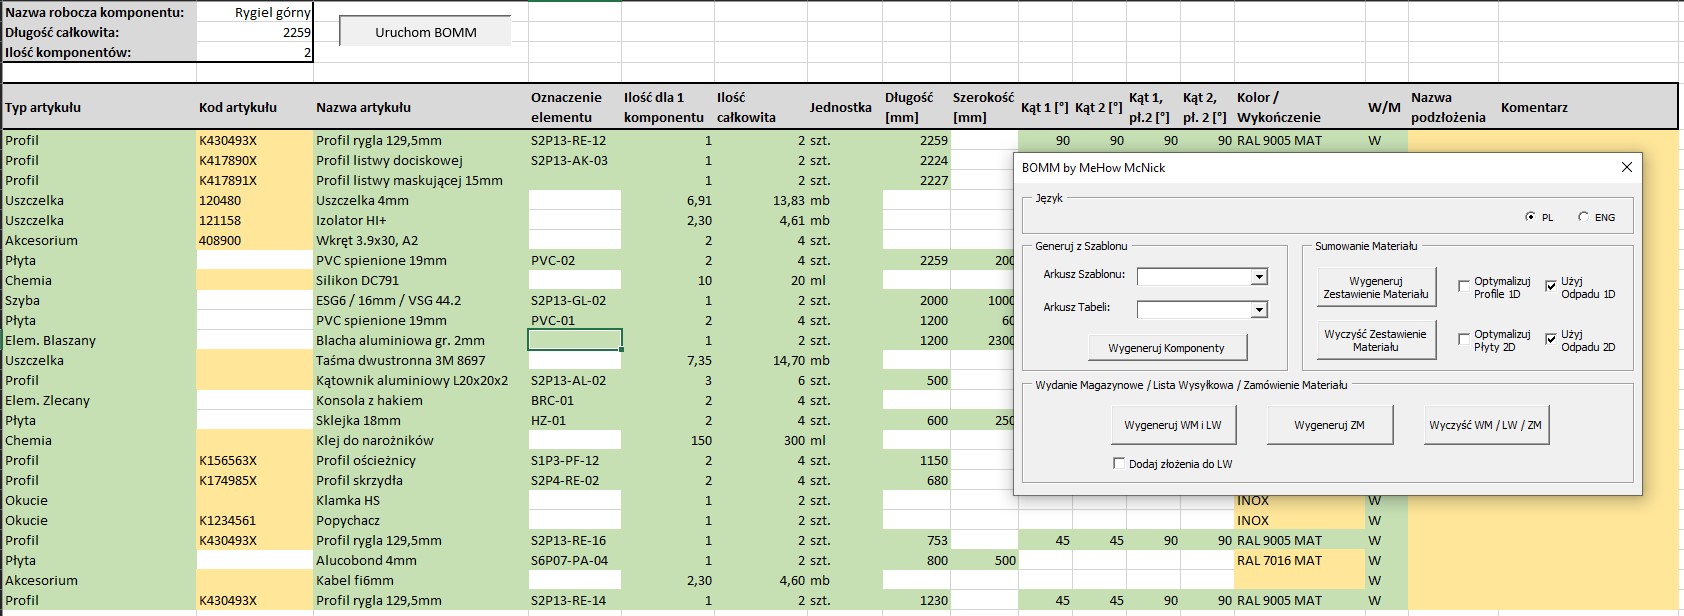 Nazwa robocza komponentu: Rygiel górny
Długość całkowita: 2259
Ilość komponentów: 2
Uruchom BOMM
Typ artykułu Kod artykułu Nazwa artykułu Oznaczenie elementu Ilość dla 1 komponentu Ilość całkowita Jednostka Długość [mm] Szerokość [mm] Kąt 1 [°] Kąt 2 [°] Kąt 1, pł.2 [°] Kąt 2, pł. 2 [°] Kolor / Wykończenie W/M Nazwa podzłożenia Komentarz
Profil K430493X Profil rygla 129,5mm S2P13-RE-12 1 2 szt. 2259 90 90 90 90 RAL 9005 MAT W
Profil K417890X Profil listwy dociskowej S2P13-AK-03 1 2 szt. 2224
Profil K417891X Profil listwy maskującej 15mm 1 2 szt. 2227
Uszczelka 120480 Uszczelka 4mm 6,91 13,83 mb
Uszczelka 121158 Izolator HI+ 2,30 4,61 mb
Akcesorium 408900 Wkręt 3.9x30, A2 2 4 szt.
Płyta PVC spienione 19mm PVC-02 2 4 szt. 2259 200
Chemia Silikon DC791 10 20 ml
Szyba ESG6 / 16mm / VSG 44.2 S2P13-GL-02 1 2 szt. 2000 1000
Płyta PVC spienione 19mm PVC-01 2 4 szt. 1200 60
Elem. Blaszany Blacha aluminiowa gr. 2mm 1 2 szt. 1200 2300
Uszczelka Taśma dwustronna 3M 8697 7,35 14,70 mb
Profil Kątownik aluminiowy L20x20x2 S2P13-AL-02 3 6 szt. 500
Elem. Zlecany Konsola z hakiem BRC-01 2 4 szt.
Płyta Sklejka 18mm HZ-01 2 4 szt. 600 250
Chemia Klej do narożników 150 300 ml
Profil K156563X Profil ościeżnicy S1P3-PF-12 2 4 szt. 1150
Profil K174985X Profil skrzydła S2P4-RE-02 2 4 szt. 680
Okucie Klamka HS 1 2 szt. INOX W
Okucie K1234561 Popychacz 1 2 szt. INOX W
Profil K430493X Profil rygla 129,5mm S2P13-RE-16 1 2 szt. 753 45 45 90 90 RAL 9005 MAT W
Płyta Alucobond 4mm S6P07-PA-04 1 2 szt. 800 500 RAL 7016 MAT W
Akcesorium Kabel fi6mm 2,30 4,60 mb W
Profil K430493X Profil rygla 129,5mm S2P13-RE-14 1 2 szt. 1230 45 45 90 90 RAL 9005 MAT W
BOMM by MeHow McNick
Język
PL ENG
Generuj z Szablonu
Arkusz Szablonu:
Arkusz Tabeli:
Wygeneruj Komponenty
Sumowanie Materiału
Wygeneruj Zestawienie Materiału
Optymalizuj Profile 1D
Użyj Odpadu 1D
Wyczyść Zestawienie Materiału
Optymalizuj Płyty 2D
Użyj Odpadu 2D
Wydanie Magazynowe / Lista Wysyłkowa / Zamówienie Materiału
Wygeneruj WM i LW
Wygeneruj ZM
Wyczyść WM / LW / ZM
Dodaj złożenia do LW